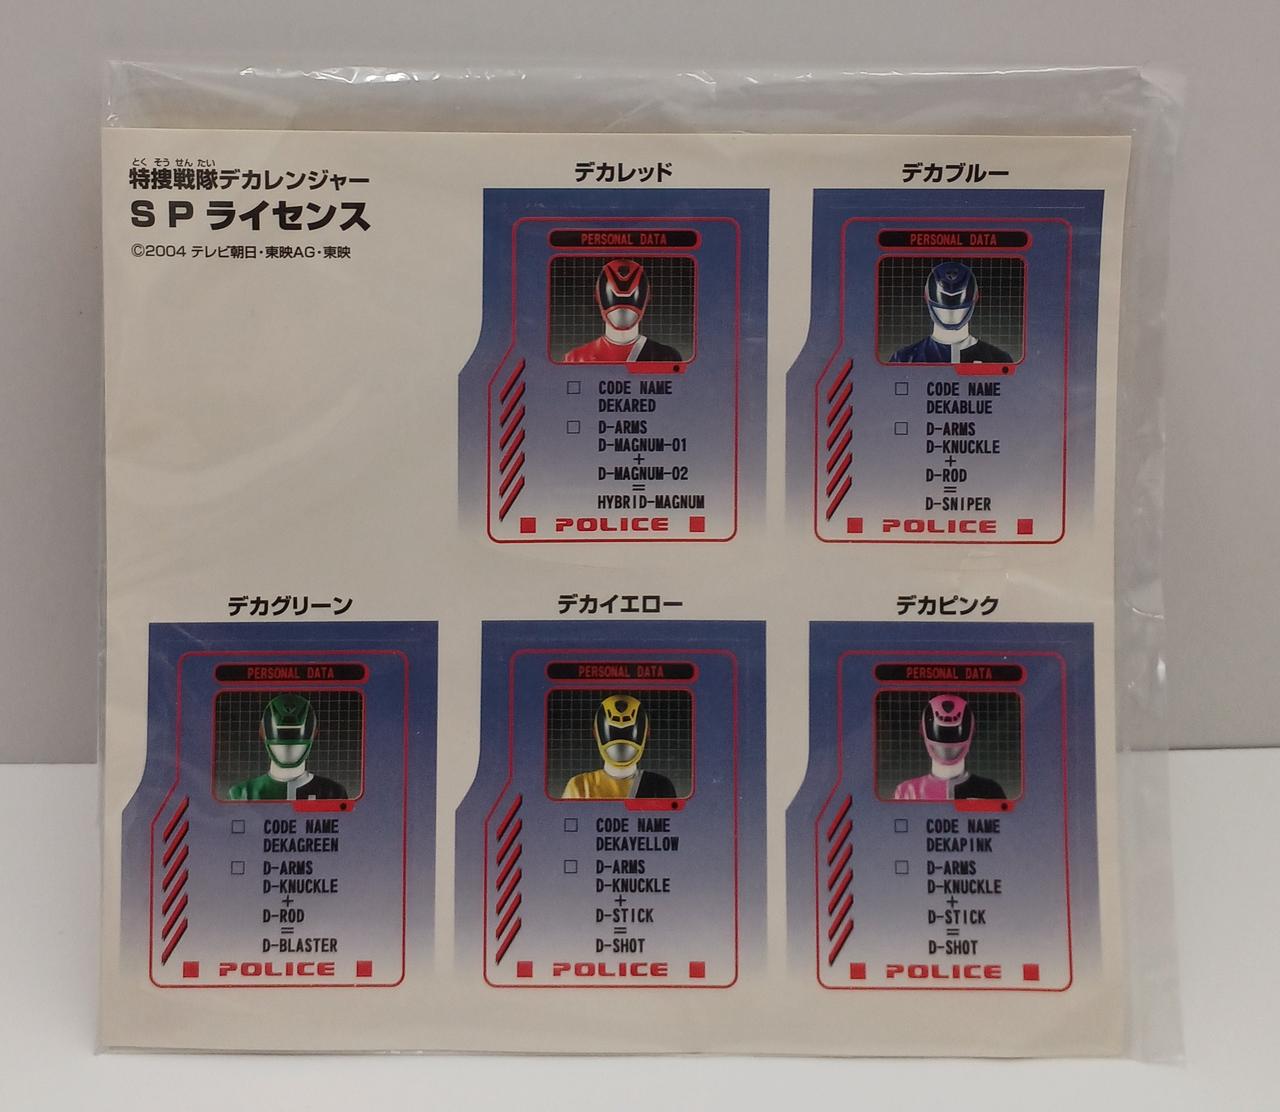 とくそうせんたい
特捜戦隊デカレンジャー
SPライセンス
©2004 テレビ朝日・東映AG・東映
デカレッド
PERSONAL DATA
□ CODE NAME
DEKARED
□ D-ARMS
D-MAGNUM-01
+
D-MAGNUM-02
=
HYBRID-MAGNUM
POLICE
デカブルー
PERSONAL DATA
□ CODE NAME
DEKABLUE
□ D-ARMS
D-KNUCKLE
+
D-ROD
=
D-SNIPER
POLICE
デカグリーン
PERSONAL DATA
□ CODE NAME
DEKAGREEN
□ D-ARMS
D-KNUCKLE
+
D-ROD
=
D-BLASTER
POLICE
デカイエロー
PERSONAL DATA
□ CODE NAME
DEKAYELLOW
□ D-ARMS
D-KNUCKLE
+
D-STICK
=
D-SHOT
POLICE
デカピンク
PERSONAL DATA
□ CODE NAME
DEKAPINK
□ D-ARMS
D-KNUCKLE
+
D-STICK
=
D-SHOT
POLICE